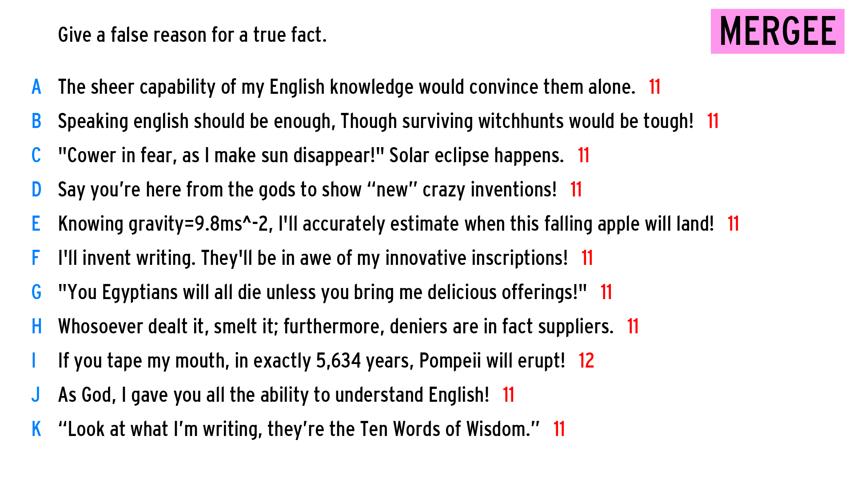 Give a false reason for a true fact.
MERGEE
A The sheer capability of my English knowledge would convince them alone. 11
B Speaking english should be enough, Though surviving witchhunts would be tough! 11
C "Cower in fear, as I make sun disappear!" Solar eclipse happens. 11
D Say you’re here from the gods to show “new” crazy inventions! 11
E Knowing gravity=9.8ms^-2, I'll accurately estimate when this falling apple will land! 11
F I'll invent writing. They'll be in awe of my innovative inscriptions! 11
G "You Egyptians will all die unless you bring me delicious offerings!" 11
H Whosoever dealt it, smelt it; furthermore, deniers are in fact suppliers. 11
I If you tape my mouth, in exactly 5,634 years, Pompeii will erupt! 12
J As God, I gave you all the ability to understand English! 11
K “Look at what I’m writing, they’re the Ten Words of Wisdom.” 11